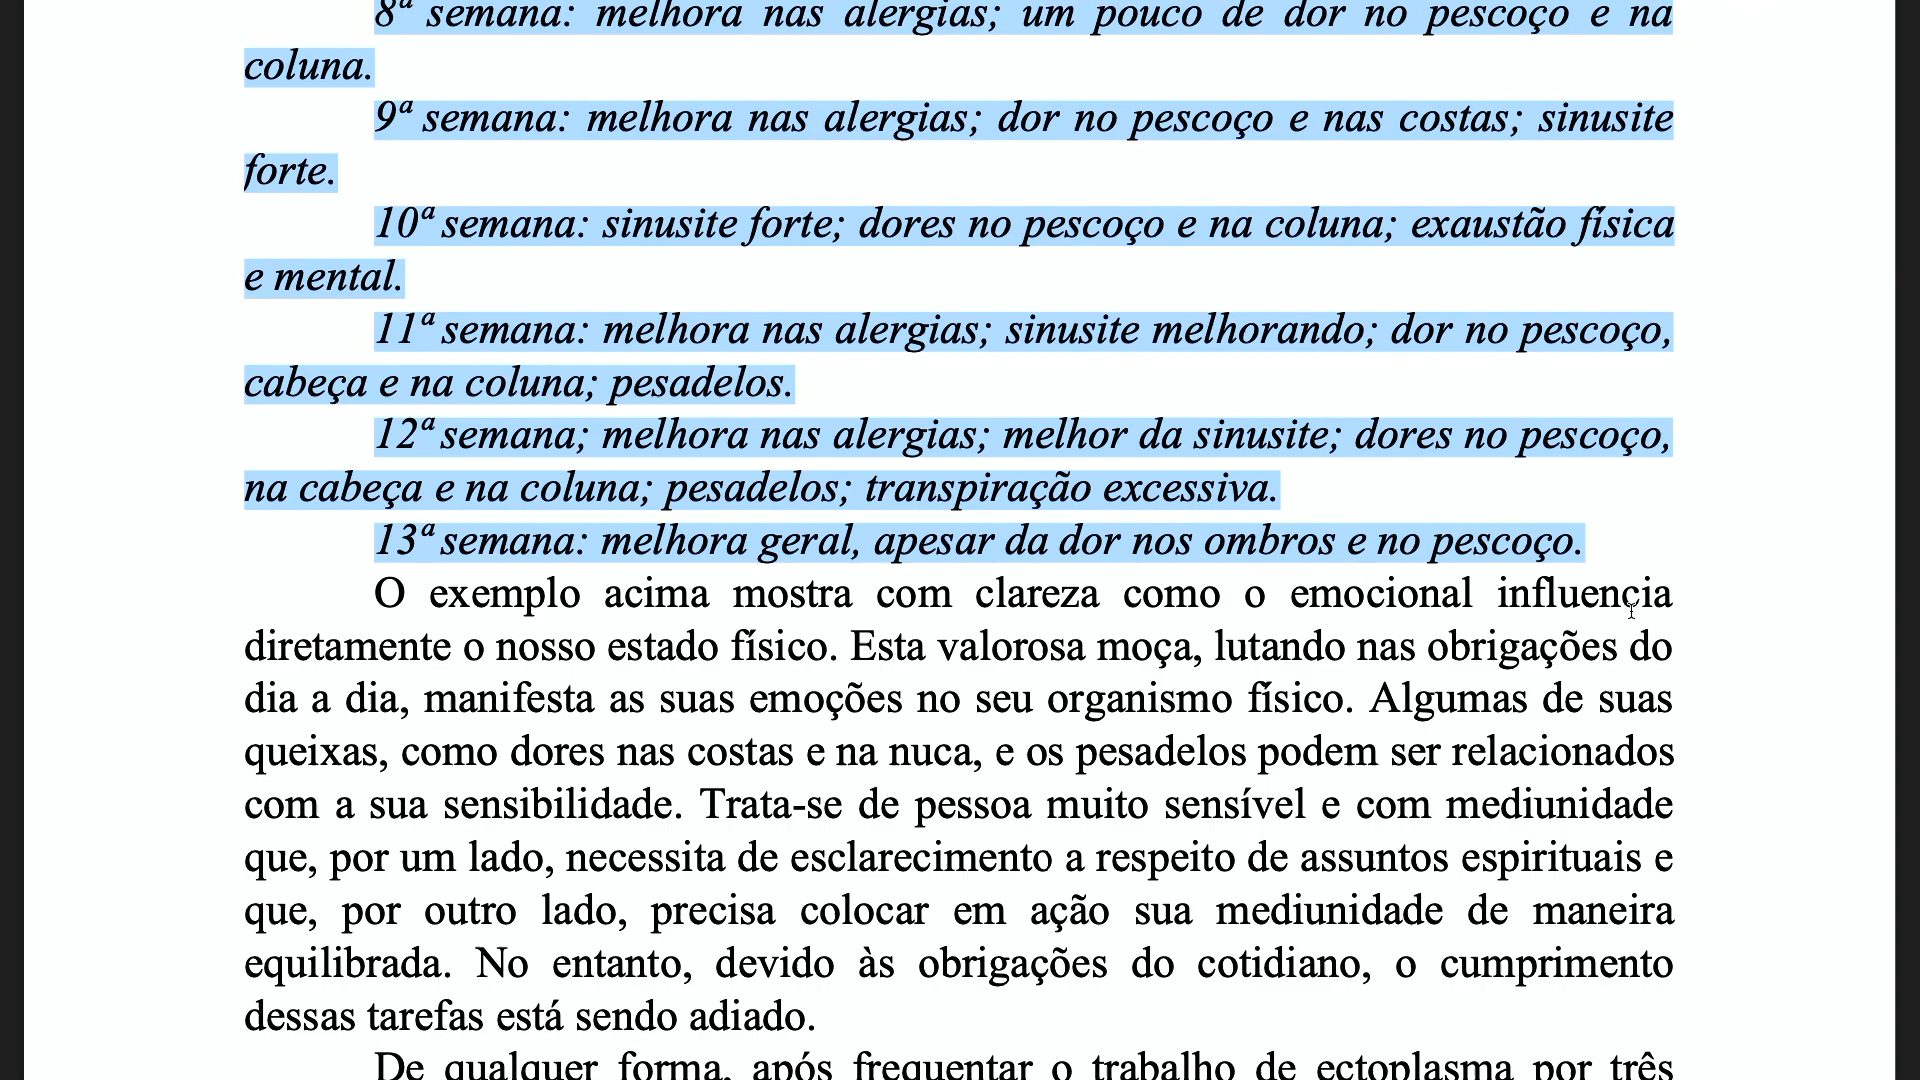 8ª semana: melhora nas alergias; um pouco de dor no pescoço e na
coluna.
9ª semana: melhora nas alergias; dor no pescoço e nas costas; sinusite
forte.
10ª semana: sinusite forte; dores no pescoço e na coluna; exaustão física
e mental.
11ª semana: melhora nas alergias; sinusite melhorando; dor no pescoço,
cabeça e na coluna; pesadelos.
12ª semana; melhora nas alergias; melhor da sinusite; dores no pescoço,
na cabeça e na coluna; pesadelos; transpiração excessiva.
13ª semana: melhora geral, apesar da dor nos ombros e no pescoço.
O exemplo acima mostra com clareza como o emocional influencia
diretamente o nosso estado físico. Esta valorosa moça, lutando nas obrigações do
dia a dia, manifesta as suas emoções no seu organismo físico. Algumas de suas
queixas, como dores nas costas e na nuca, e os pesadelos podem ser relacionados
com a sua sensibilidade. Trata-se de pessoa muito sensível e com mediunidade
que, por um lado, necessita de esclarecimento a respeito de assuntos espirituais e
que, por outro lado, precisa colocar em ação sua mediunidade de maneira
equilibrada. No entanto, devido às obrigações do cotidiano, o cumprimento
dessas tarefas está sendo adiado.
De qualquer forma, após frequentar o trabalho de ectoplasma por três